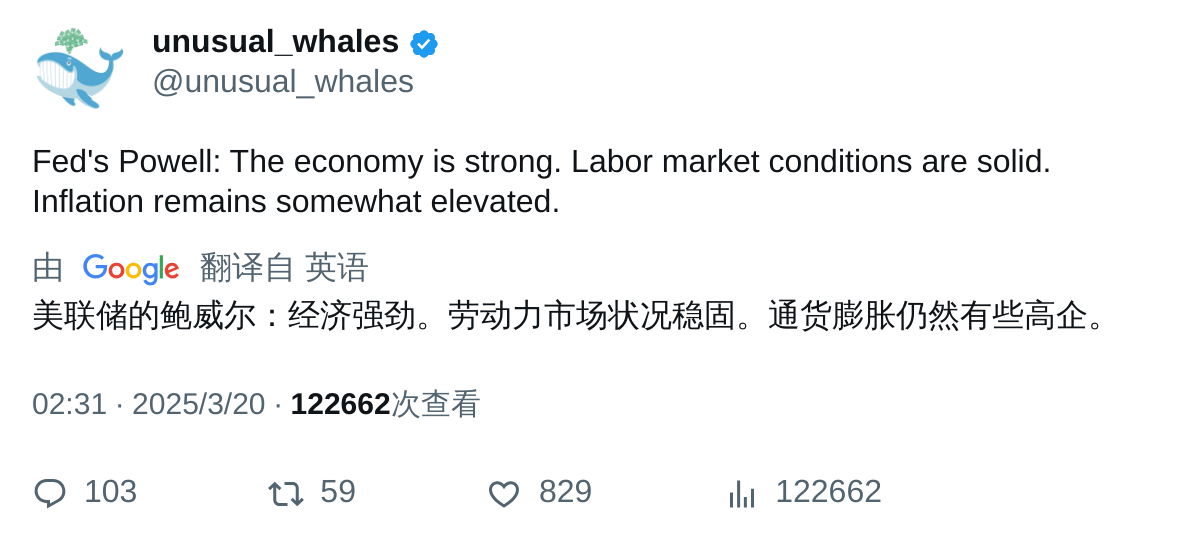 unusual_whales
@unusual_whales
Fed's Powell: The economy is strong. Labor market conditions are solid.
Inflation remains somewhat elevated.
由 Google 翻译自 英语
美联储的鲍威尔：经济强劲。劳动力市场状况稳固。通货膨胀仍然有些高企。
02:31 · 2025/3/20 · 122662次查看
103 59 829 122662